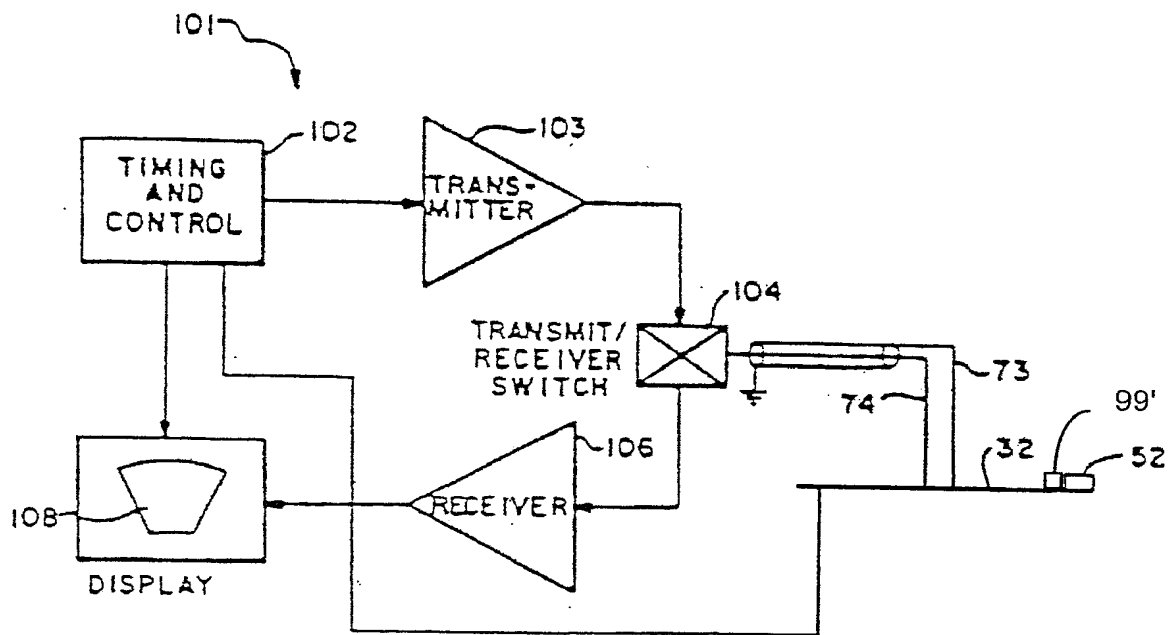 101
102
TIMING
AND
CONTROL
103
TRANS-
MITTER
104
TRANSMIT/
RECEIVER
SWITCH
73
74
99'
32
52
106
RECEIVER
108
DISPLAY